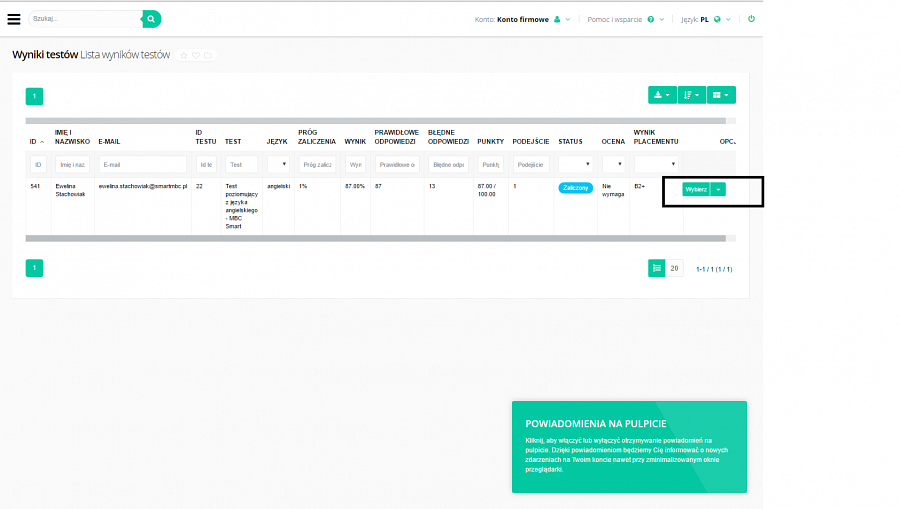 Szukaj...
Konto: Konto firmowe
Pomoc i wsparcie
Język: PL
Wyniki testów Lista wyników testów
1
ID
IMIĘ I NAZWISKO
E-MAIL
ID TESTU
TEST
JĘZYK
PRÓG ZALICZENIA
WYNIK
PRAWIDŁOWE ODPOWIEDZI
BŁĘDNE ODPOWIEDZI
PUNKTY
PODEJŚCIE
STATUS
OCENA
WYNIK PLACEMENTU
OPC.
ID
Imię i naz
E-mail
Id te
Test
Próg zalicz
Wyn
Prawidłowe o
Błędne odpo
Punkty
Podejście
541
Ewelina Stachowiak
ewelina.stachowiak@smartmbc.pl
22
Test
poziomujący
z języka
angielskiego
- MBC
Smart
angielski
1%
87.00%
87
13
87.00 /
100.00
1
Zaliczony
Nie
wymaga
B2+
Wybierz
1
20
1-1 / 1 (1 / 1)
POWIADOMIENIA NA PULPICIE
Kliknij, aby włączyć lub wyłączyć otrzymywanie powiadomień na
pulpicie. Dzięki powiadomieniom będziemy Cię informować o nowych
zdarzeniach na Twoim koncie nawet przy zminimalizowanym oknie
przeglądarki.